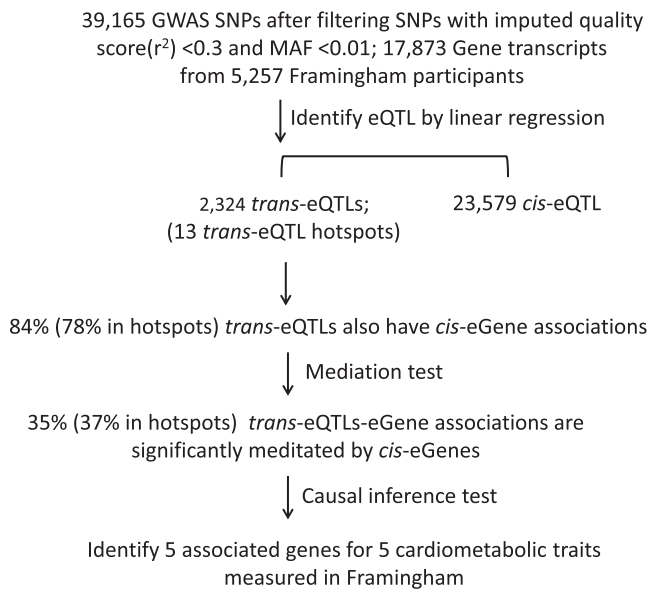 39,165 GWAS SNPs after filtering SNPs with imputed quality
score(r²) <0.3 and MAF <0.01; 17,873 Gene transcripts
from 5,257 Framingham participants
Identify eQTL by linear regression
2,324 trans-eQTLs;
(13 trans-eQTL hotspots)
23,579 cis-eQTL
84% (78% in hotspots) trans-eQTLs also have cis-eGene associations
Mediation test
35% (37% in hotspots) trans-eQTLs-eGene associations are
significantly meditated by cis-eGenes
Causal inference test
Identify 5 associated genes for 5 cardiometabolic traits
measured in Framingham